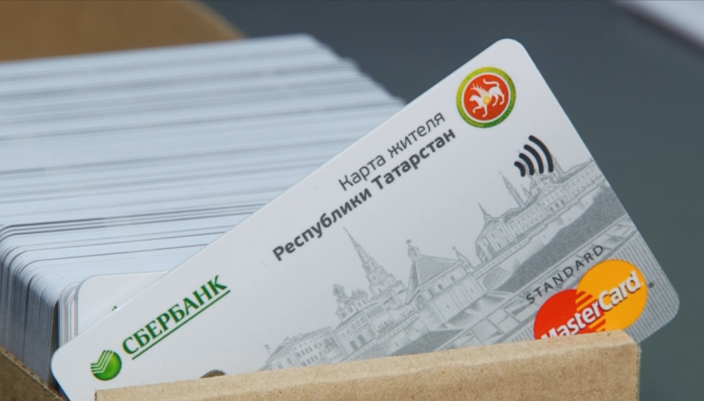 Карта жителя
Республики Татарстан
СБЕРБАНК
STANDARD
MasterCard